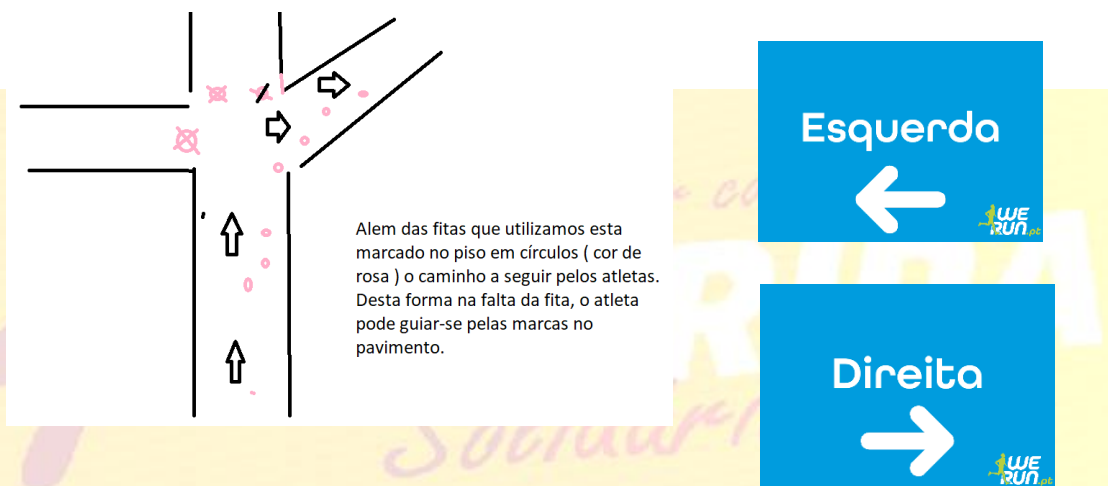 Alem das fitas que utilizamos esta
marcado no piso em círculos ( cor de
rosa ) o caminho a seguir pelos atletas.
Desta forma na falta da fita, o atleta
pode guiar-se pelas marcas no
pavimento.
Esquerda
WE
RUN.pt
Direita
WE
RUN.pt